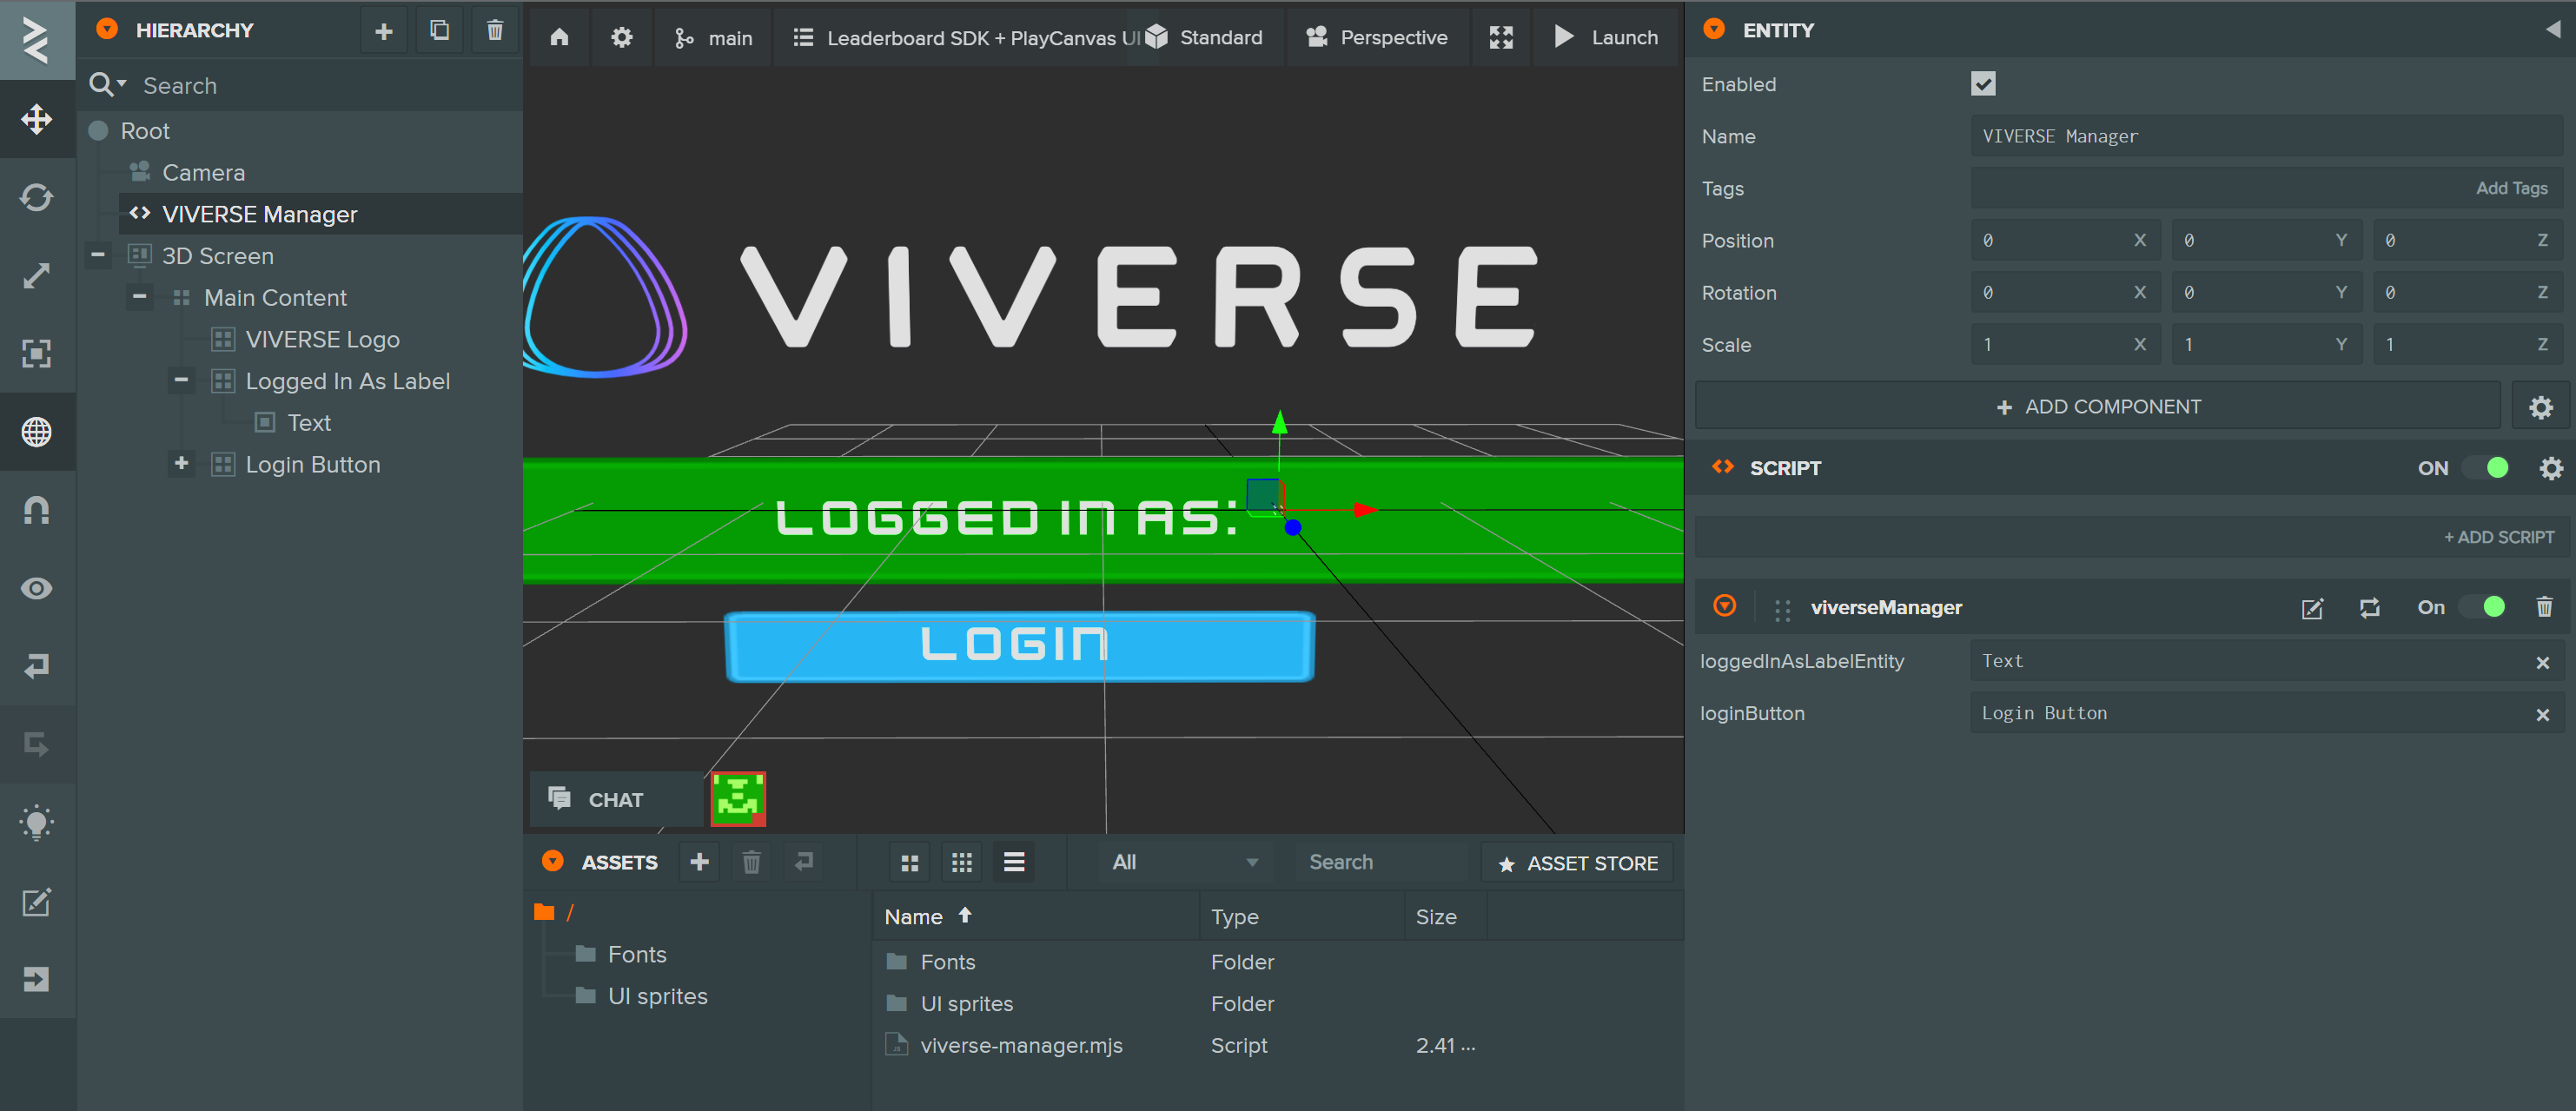 HIERARCHY
Search
Root
Camera
VIVERSE Manager
3D Screen
Main Content
VIVERSE Logo
Logged In As Label
Text
Login Button
main
Leaderboard SDK + PlayCanvas UI
Standard
Perspective
Launch
VIVERSE
LOGGED IN AS:
LOGIN
CHAT
ASSETS
All
Search
ASSET STORE
/
Fonts
UI sprites
Name Type Size
Fonts Folder
UI sprites Folder
viverse-manager.mjs Script 2.41 ...
ENTITY
Enabled
Name VIVERSE Manager
Tags Add Tags
Position 0 X 0 Y 0 Z
Rotation 0 X 0 Y 0 Z
Scale 1 X 1 Y 1 Z
+ ADD COMPONENT
SCRIPT ON
+ ADD SCRIPT
viverseManager On
loggedInAsLabelEntity Text
loginButton Login Button